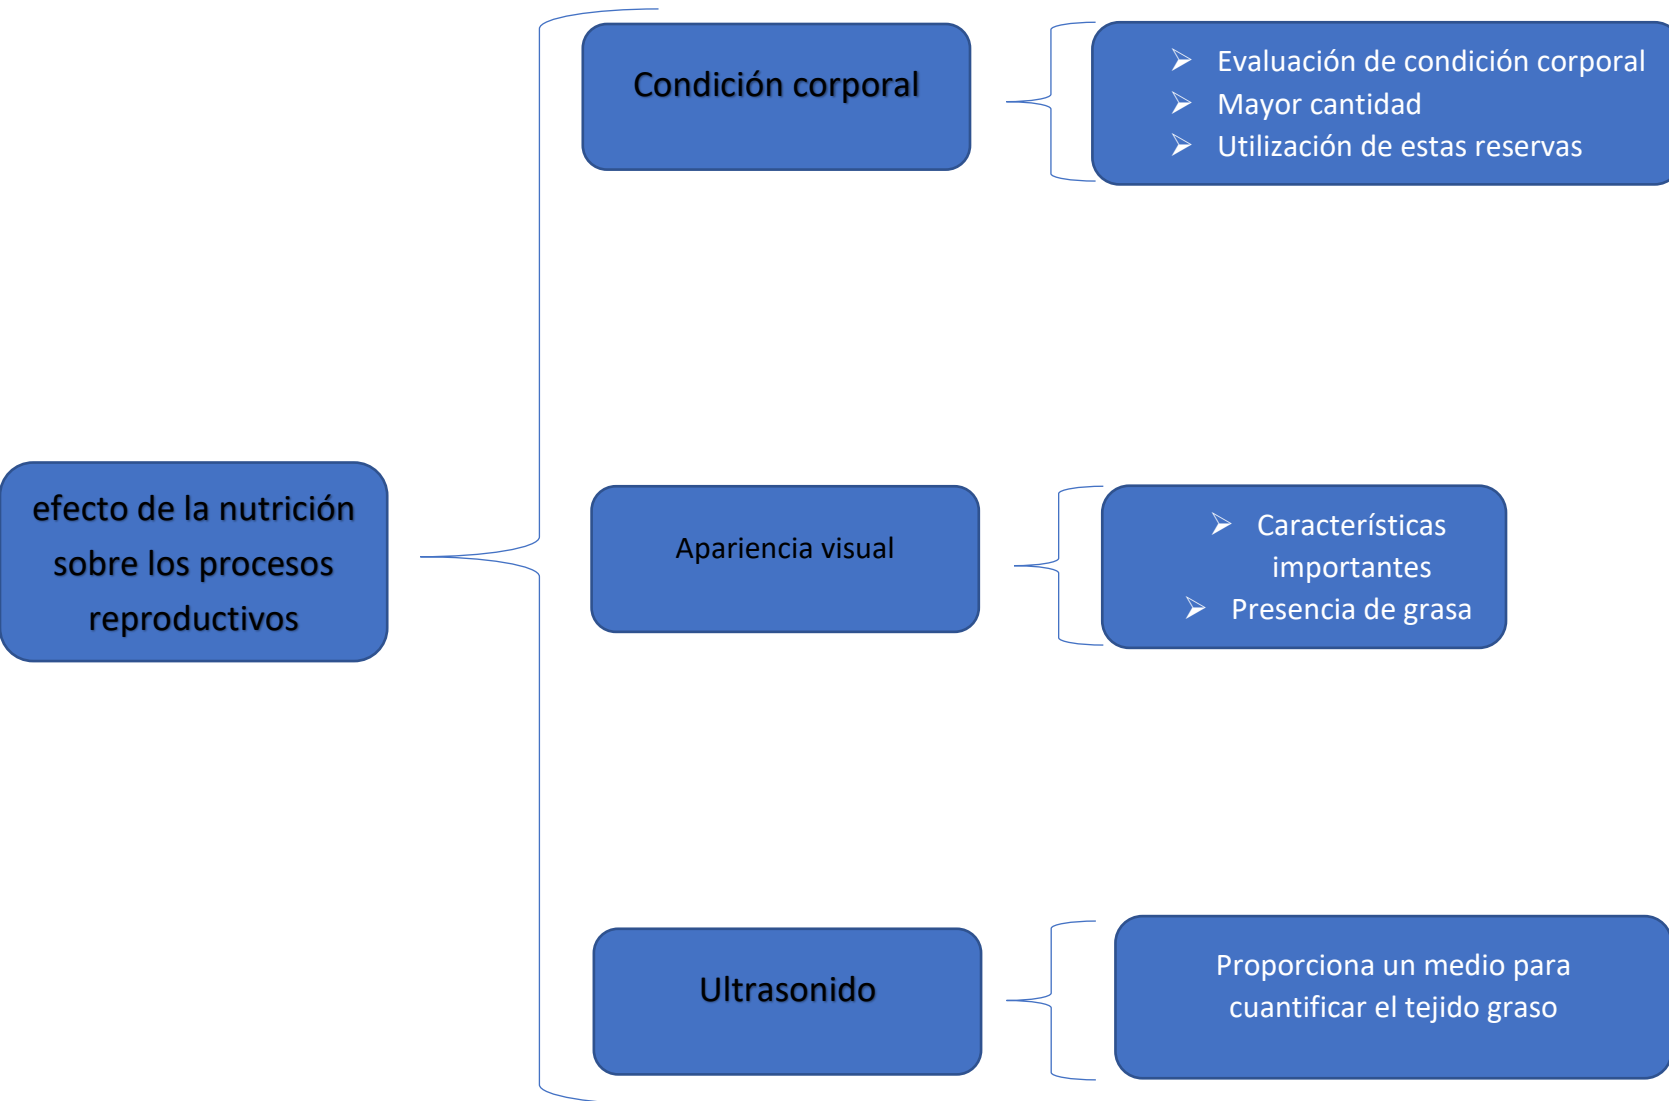 Condición corporal
Evaluación de condición corporal
Mayor cantidad
Utilización de estas reservas
efecto de la nutrición
sobre los procesos
reproductivos
Apariencia visual
Características
importantes
Presencia de grasa
Ultrasonido
Proporciona un medio para
cuantificar el tejido graso